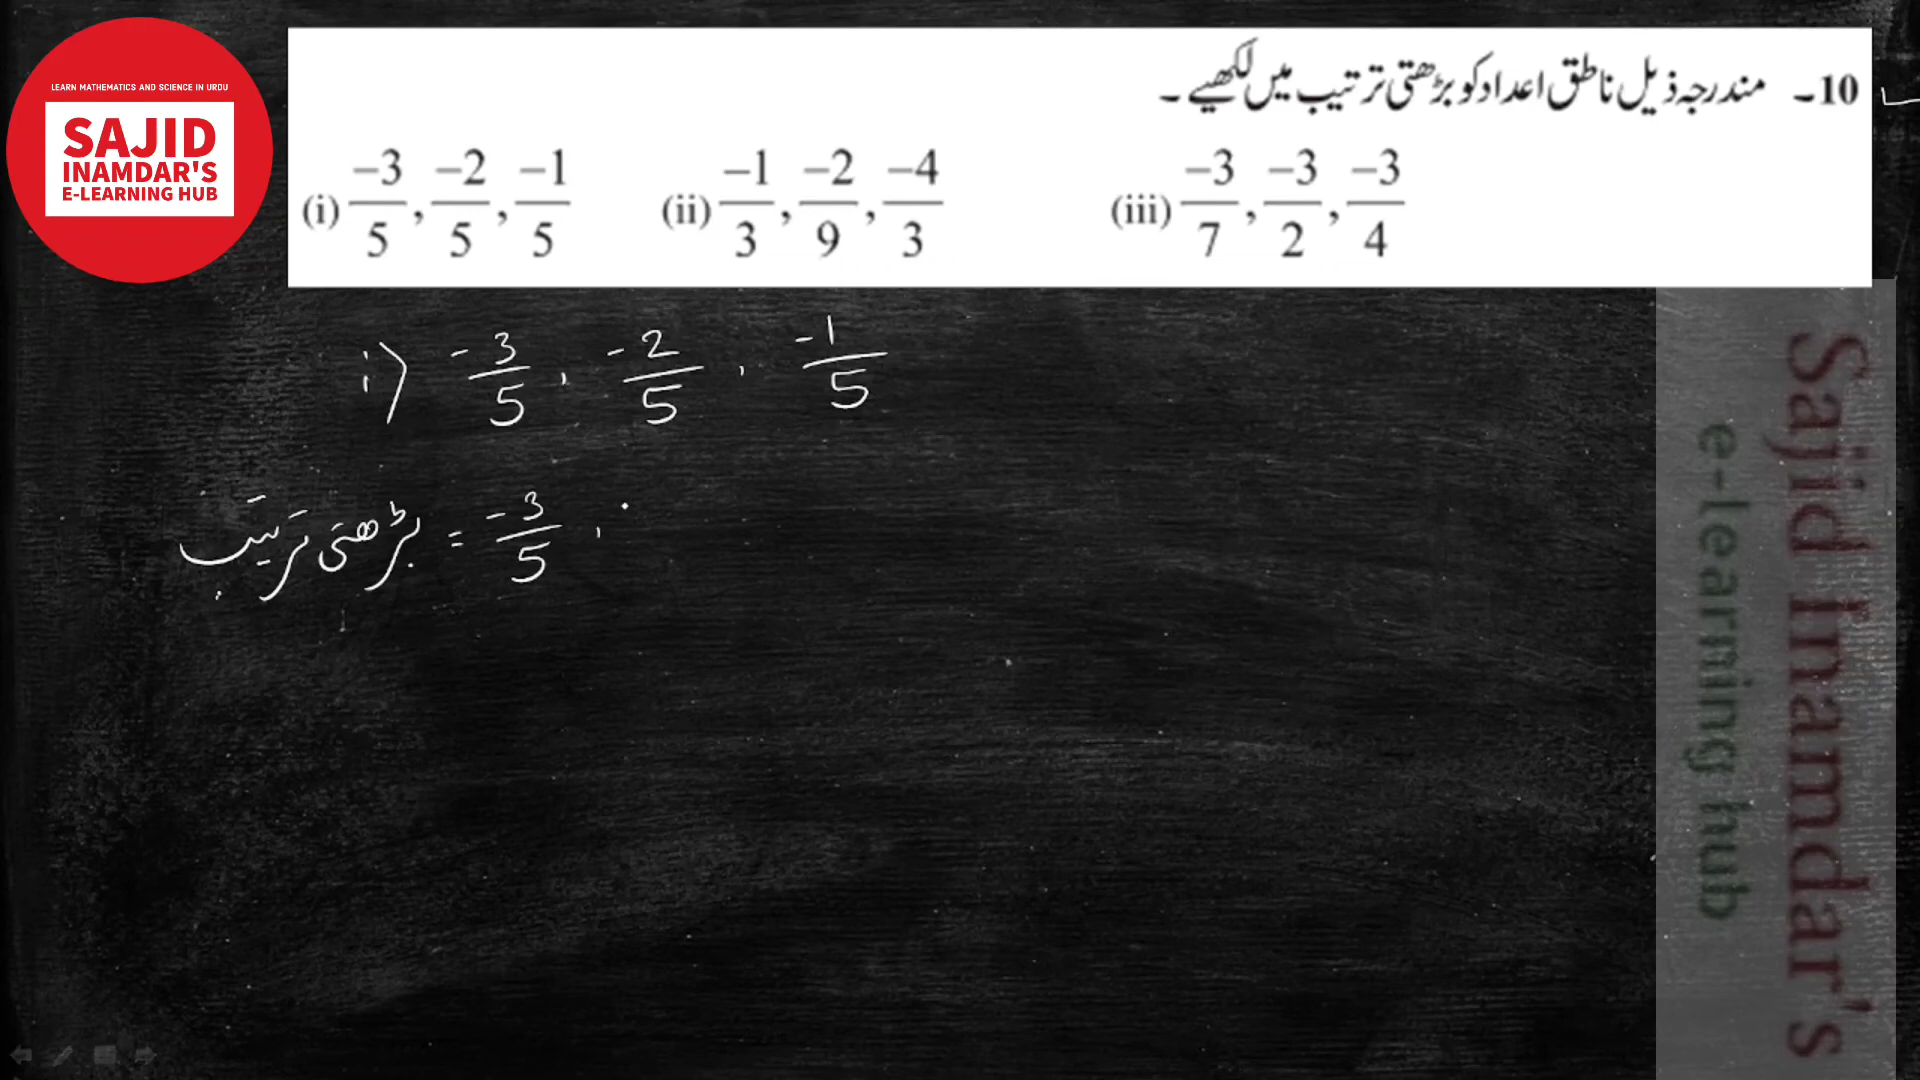 LEARN MATHEMATICS AND SCIENCE IN URDU
SAJID
INAMDAR'S
E-LEARNING HUB
10۔ مندرجہ ذیل ناطق اعداد کو بڑھتی ترتیب میں لکھیے ۔
(i) −3/5 , −2/5 , −1/5 (ii) −1/3 , −2/9 , −4/3 (iii) −3/7 , −3/2 , −3/4
i) -3/5 , -2/5 , -1/5
بڑھتی ترتیب = -3/5 ,
Sajid Inamdar's
e-learning hub